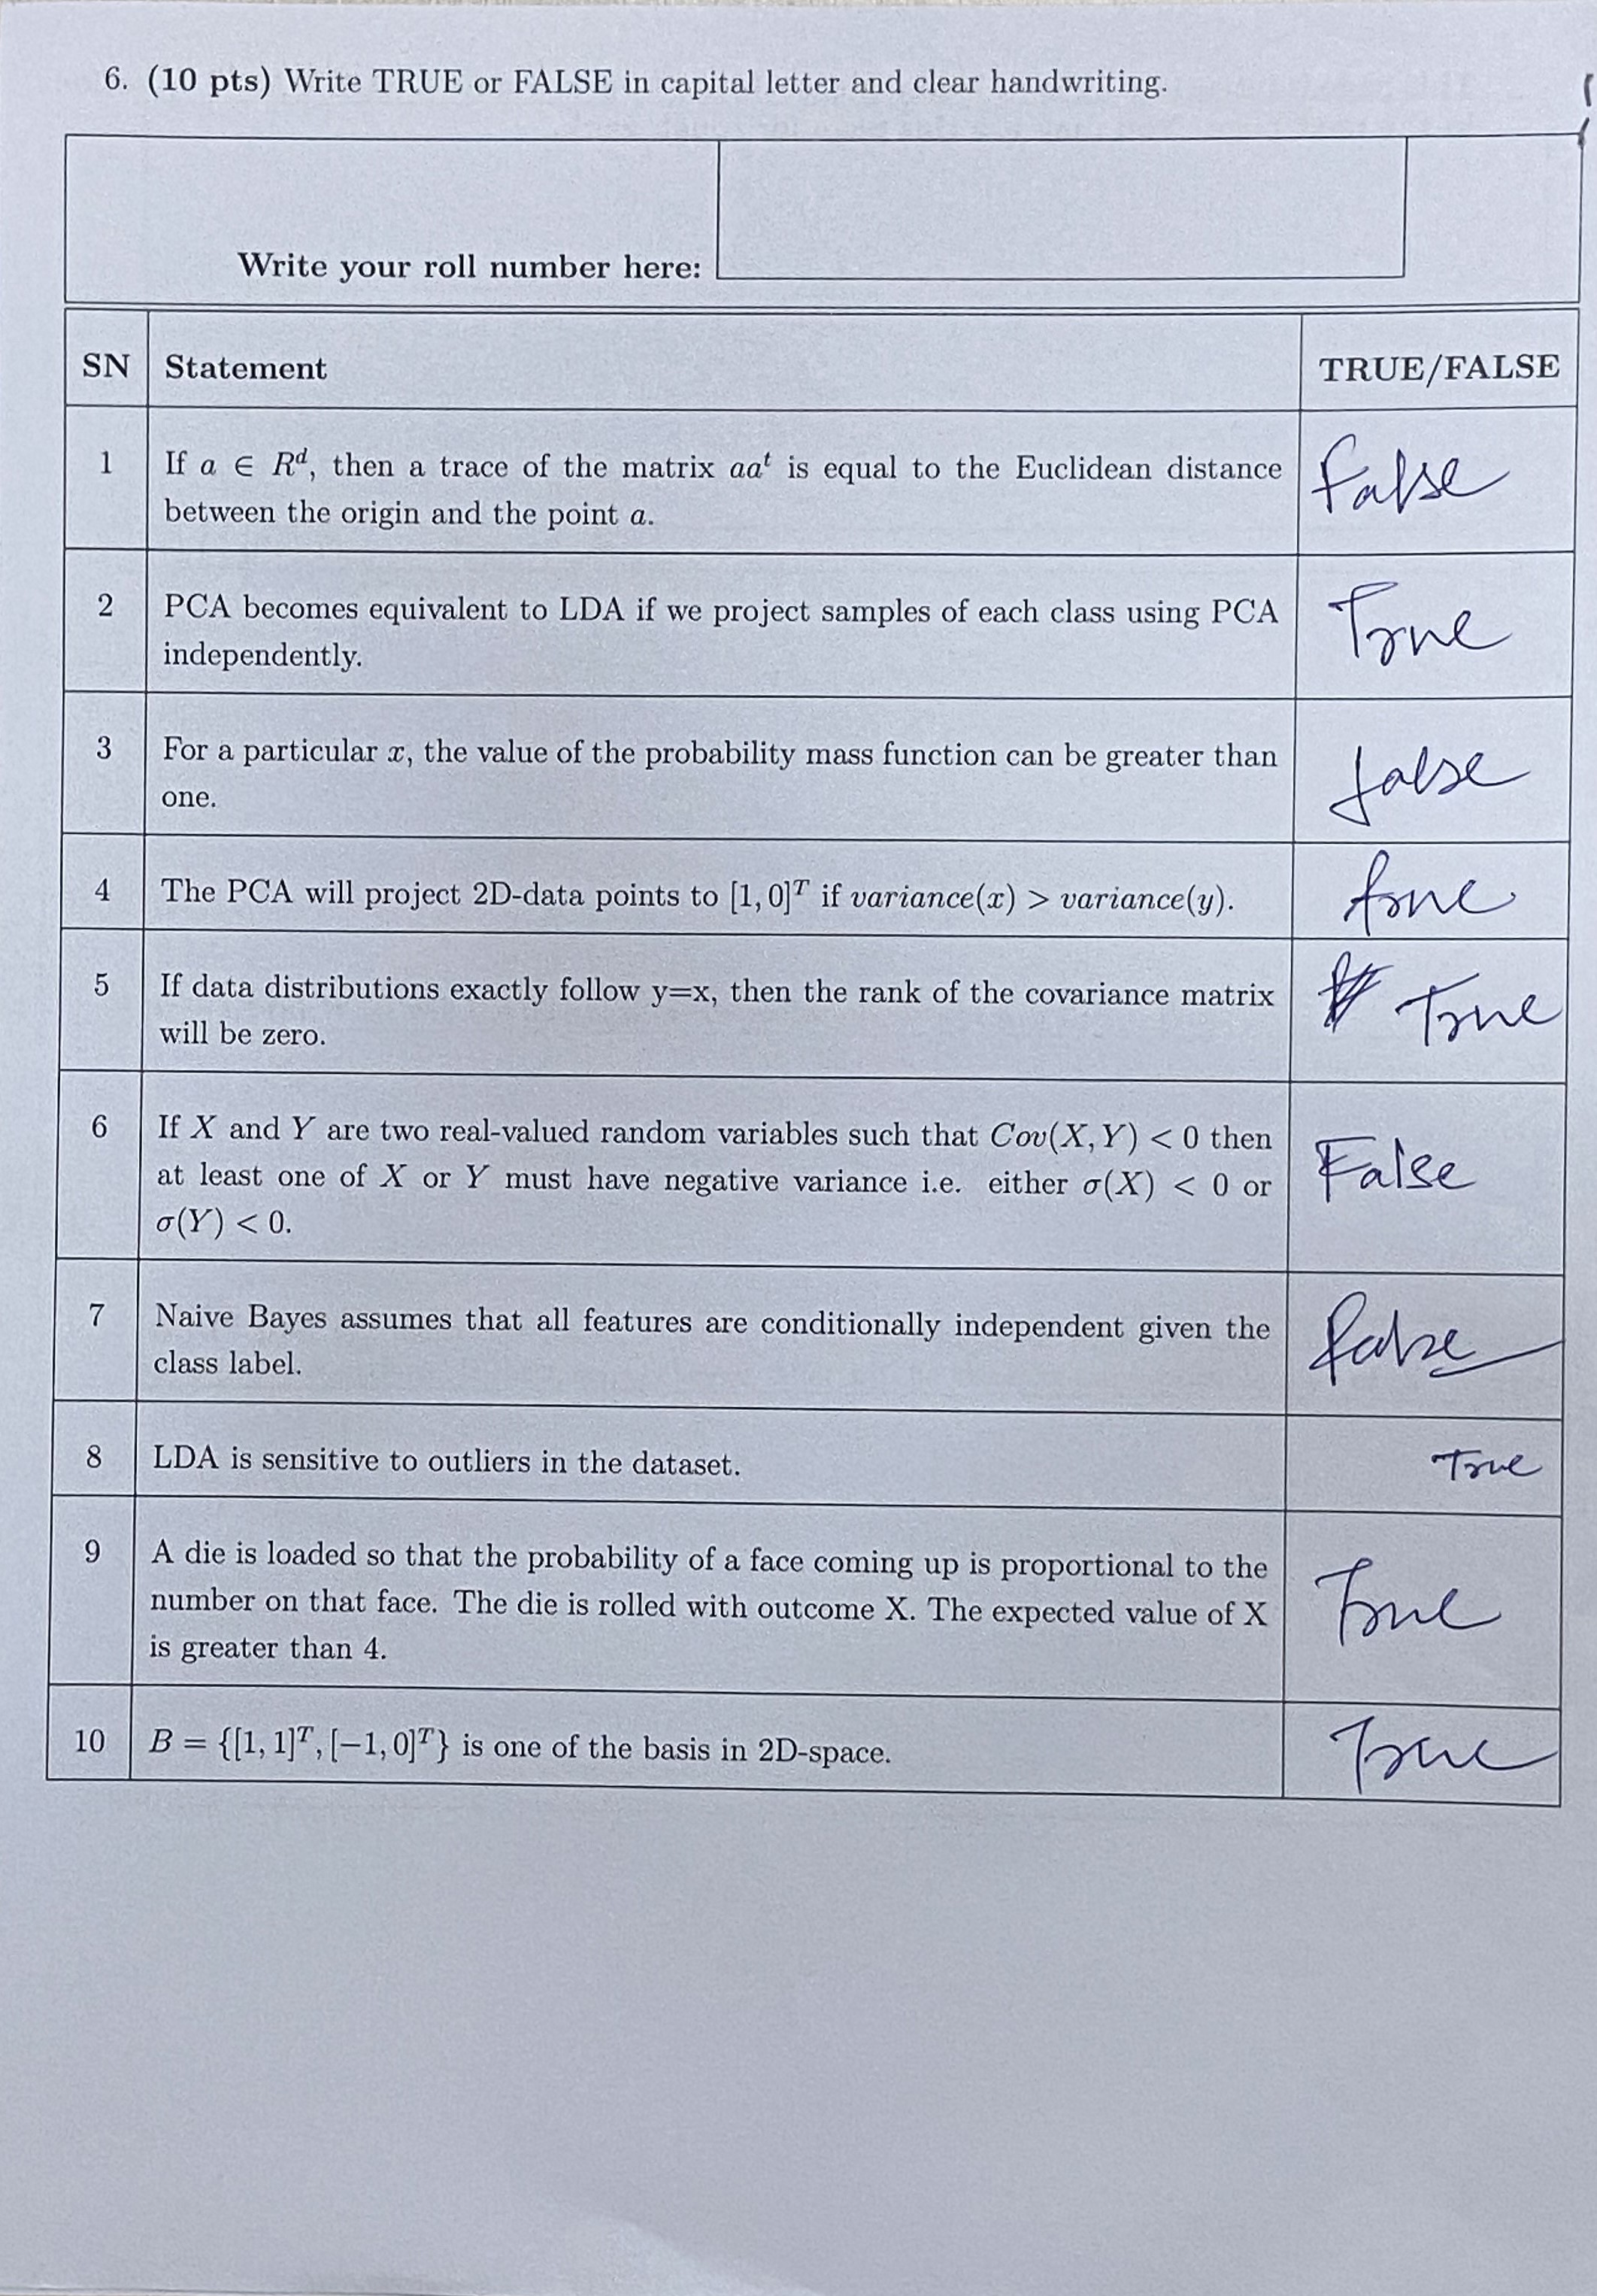 6. (10 pts) Write TRUE or FALSE in capital letter and clear handwriting.
Write your roll number here:
SN Statement TRUE/FALSE
1 If a ∈ R^d, then a trace of the matrix aa^t is equal to the Euclidean distance
between the origin and the point a.
False
2 PCA becomes equivalent to LDA if we project samples of each class using PCA
independently.
True
3 For a particular x, the value of the probability mass function can be greater than
one.
false
4 The PCA will project 2D-data points to [1, 0]^T if variance(x) > variance(y).
true
5 If data distributions exactly follow y=x, then the rank of the covariance matrix
will be zero.
True
6 If X and Y are two real-valued random variables such that Cov(X, Y) < 0 then
at least one of X or Y must have negative variance i.e. either σ(X) < 0 or
σ(Y) < 0.
False
7 Naive Bayes assumes that all features are conditionally independent given the
class label.
false
8 LDA is sensitive to outliers in the dataset.
True
9 A die is loaded so that the probability of a face coming up is proportional to the
number on that face. The die is rolled with outcome X. The expected value of X
is greater than 4.
True
10 B = {[1, 1]^T, [−1, 0]^T} is one of the basis in 2D-space.
True